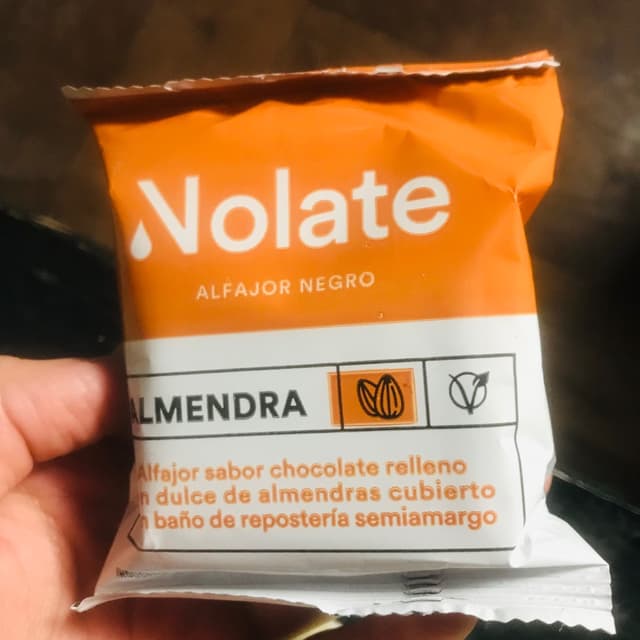 Nolate
ALFAJOR NEGRO
ALMENDRA
Alfajor sabor chocolate relleno
n dulce de almendras cubierto
n baño de repostería semiamargo